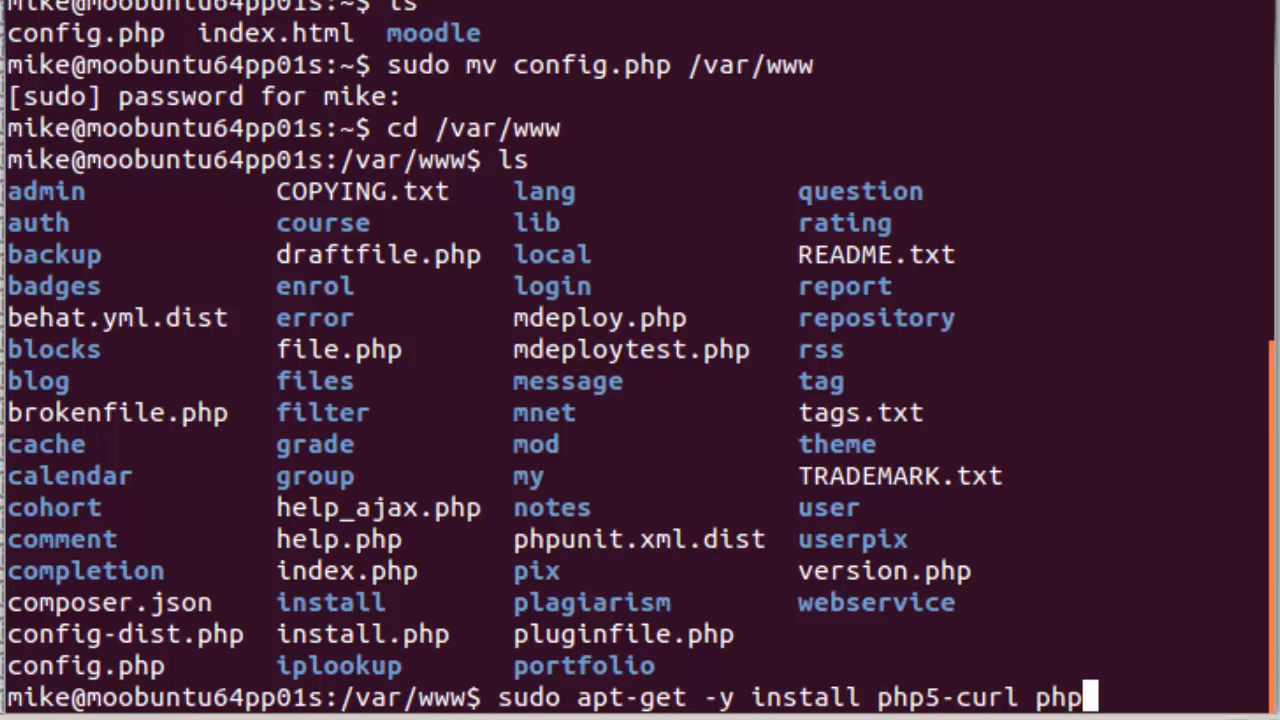 mike@moobuntu64pp01s:~$ ls
config.php  index.html  moodle
mike@moobuntu64pp01s:~$ sudo mv config.php /var/www
[sudo] password for mike:
mike@moobuntu64pp01s:~$ cd /var/www
mike@moobuntu64pp01s:/var/www$ ls
admin            COPYING.txt    lang             question
auth             course         lib              rating
backup           draftfile.php  local            README.txt
badges           enrol          login            report
behat.yml.dist   error          mdeploy.php      repository
blocks           file.php       mdeploytest.php  rss
blog             files          message          tag
brokenfile.php   filter         mnet             tags.txt
cache            grade          mod              theme
calendar         group          my               TRADEMARK.txt
cohort           help_ajax.php  notes            user
comment          help.php       phpunit.xml.dist  userpix
completion       index.php      pix              version.php
composer.json    install        plagiarism       webservice
config-dist.php  install.php    pluginfile.php
config.php       iplookup       portfolio
mike@moobuntu64pp01s:/var/www$ sudo apt-get -y install php5-curl php